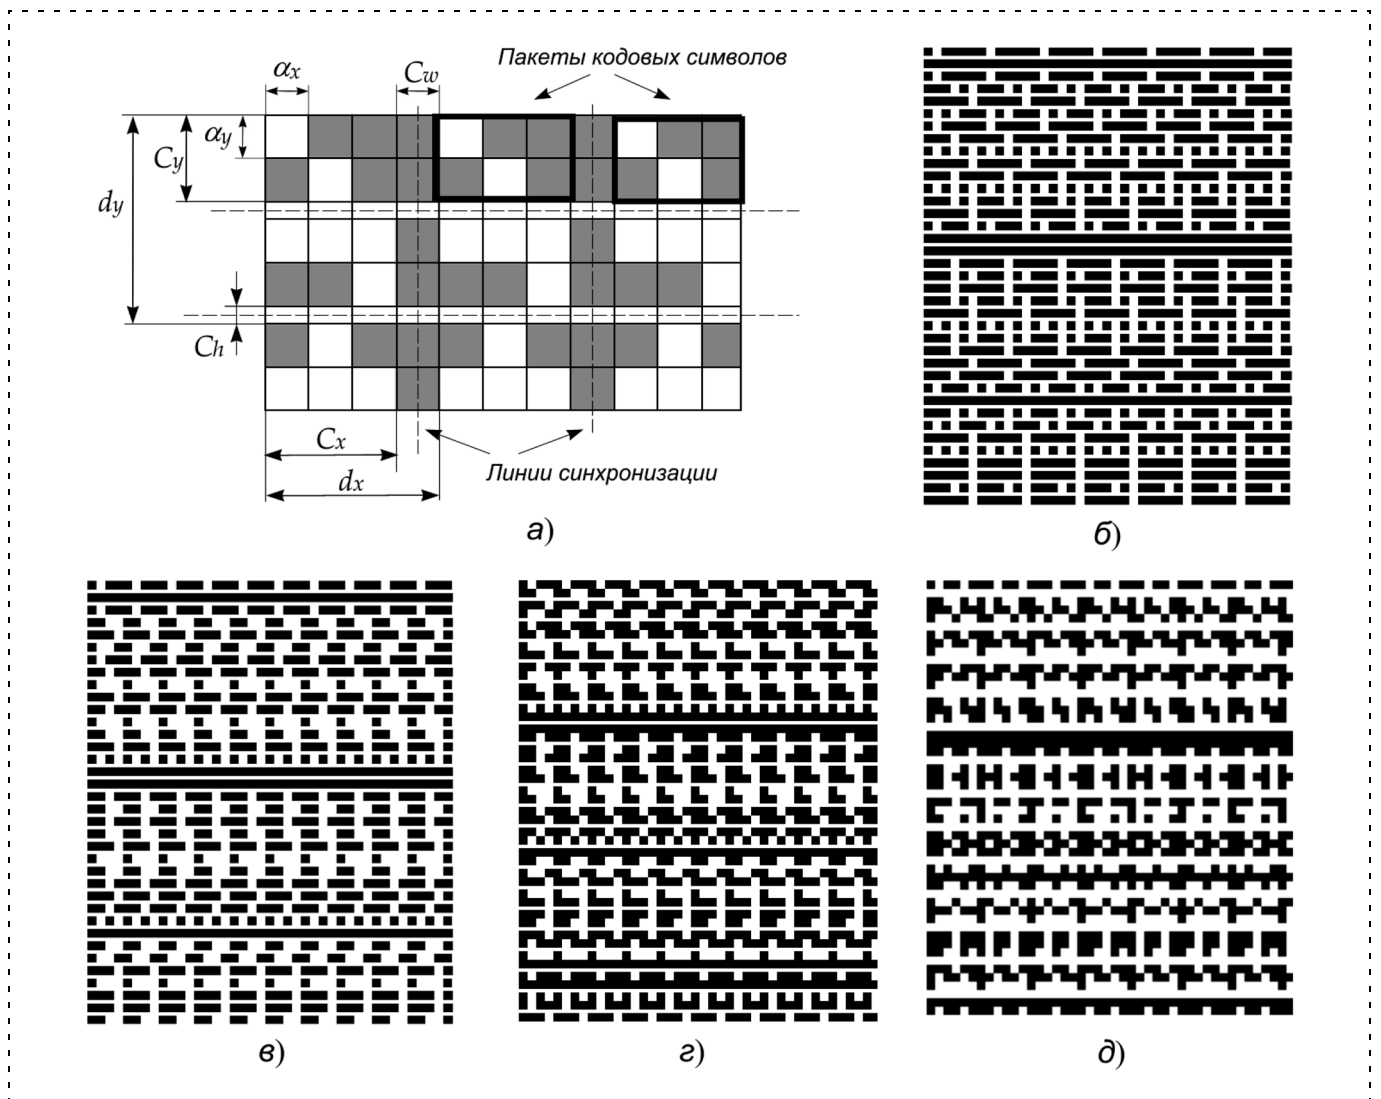 Пакеты кодовых символов
αx
Cw
αy
Cy
dy
Ch
Cx
Линии синхронизации
dx
а)
б)
в)
г)
д)